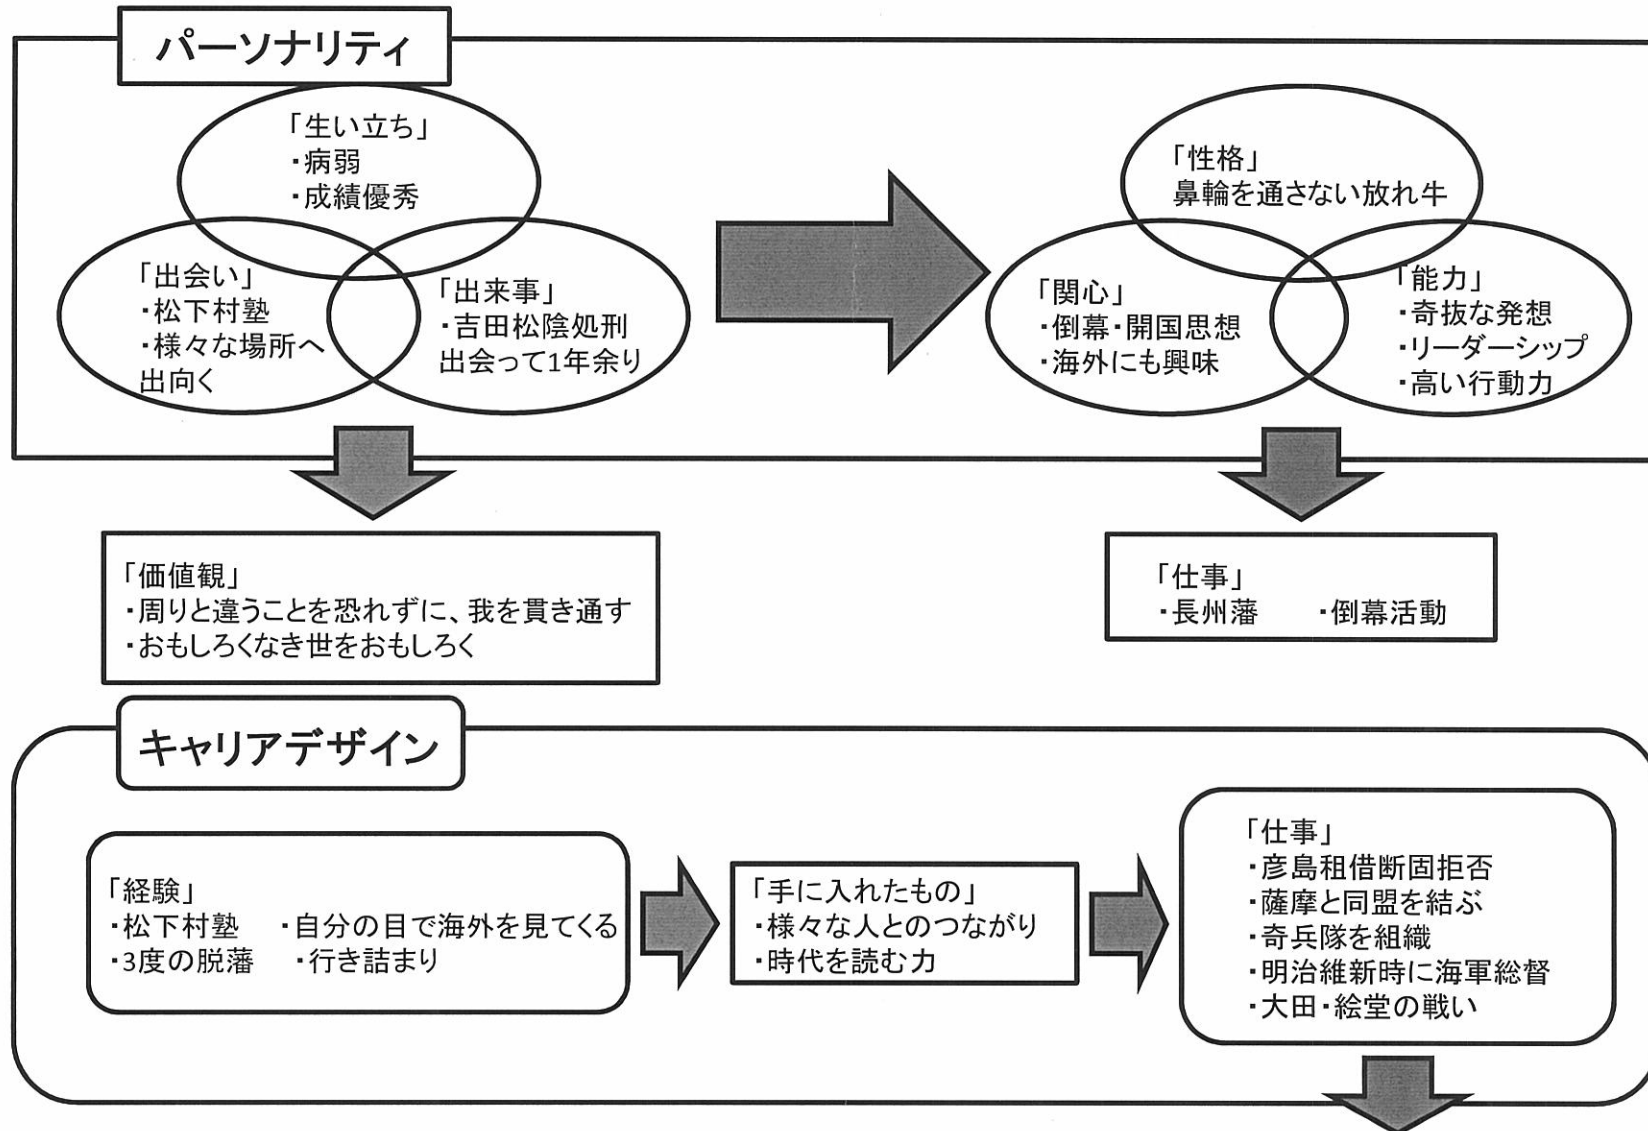 パーソナリティ
「生い立ち」
・病弱
・成績優秀
「出会い」
・松下村塾
・様々な場所へ
出向く
「出来事」
・吉田松陰処刑
出会って1年余り
「性格」
鼻輪を通さない放れ牛
「関心」
・倒幕・開国思想
・海外にも興味
「能力」
・奇抜な発想
・リーダーシップ
・高い行動力
「価値観」
・周りと違うことを恐れずに、我を貫き通す
・おもしろくなき世をおもしろく
「仕事」
・長州藩 ・倒幕活動
キャリアデザイン
「経験」
・松下村塾 ・自分の目で海外を見てくる
・3度の脱藩 ・行き詰まり
「手に入れたもの」
・様々な人とのつながり
・時代を読む力
「仕事」
・彦島租借断固拒否
・薩摩と同盟を結ぶ
・奇兵隊を組織
・明治維新時に海軍総督
・大田・絵堂の戦い